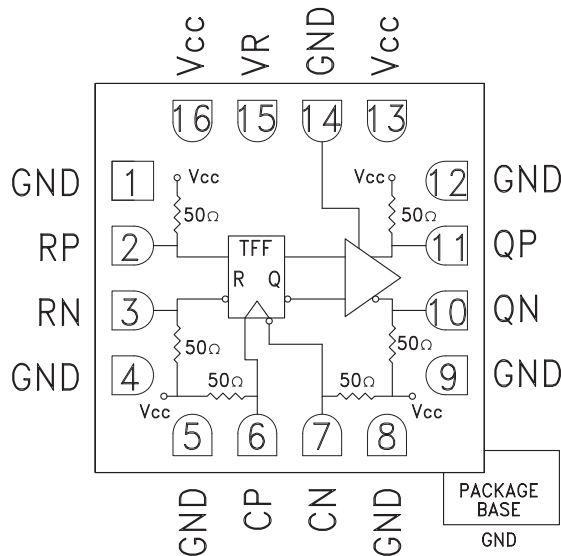 Vcc VR GND Vcc
16 15 14 13
GND 1 Vcc Vcc 12 GND
50Ω 50Ω
RP 2 TFF 11 QP
R Q
RN 3 10 QN
50Ω 50Ω
GND 4 50Ω 50Ω 9 GND
Vcc Vcc
5 6 7 8
GND CP CN GND
PACKAGE
BASE
GND